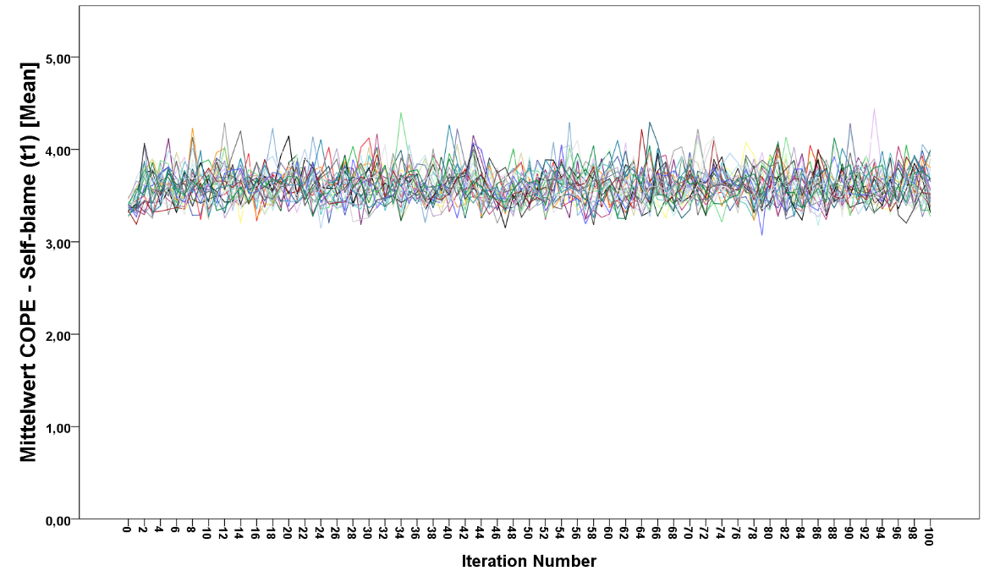 Mittelwert COPE - Self-blame (t1) [Mean]
5,00
4,00
3,00
2,00
1,00
0,00
0 2 4 6 8 10 12 14 16 18 20 22 24 26 28 30 32 34 36 38 40 42 44 46 48 50 52 54 56 58 60 62 64 66 68 70 72 74 76 78 80 82 84 86 88 90 92 94 96 98 100
Iteration Number